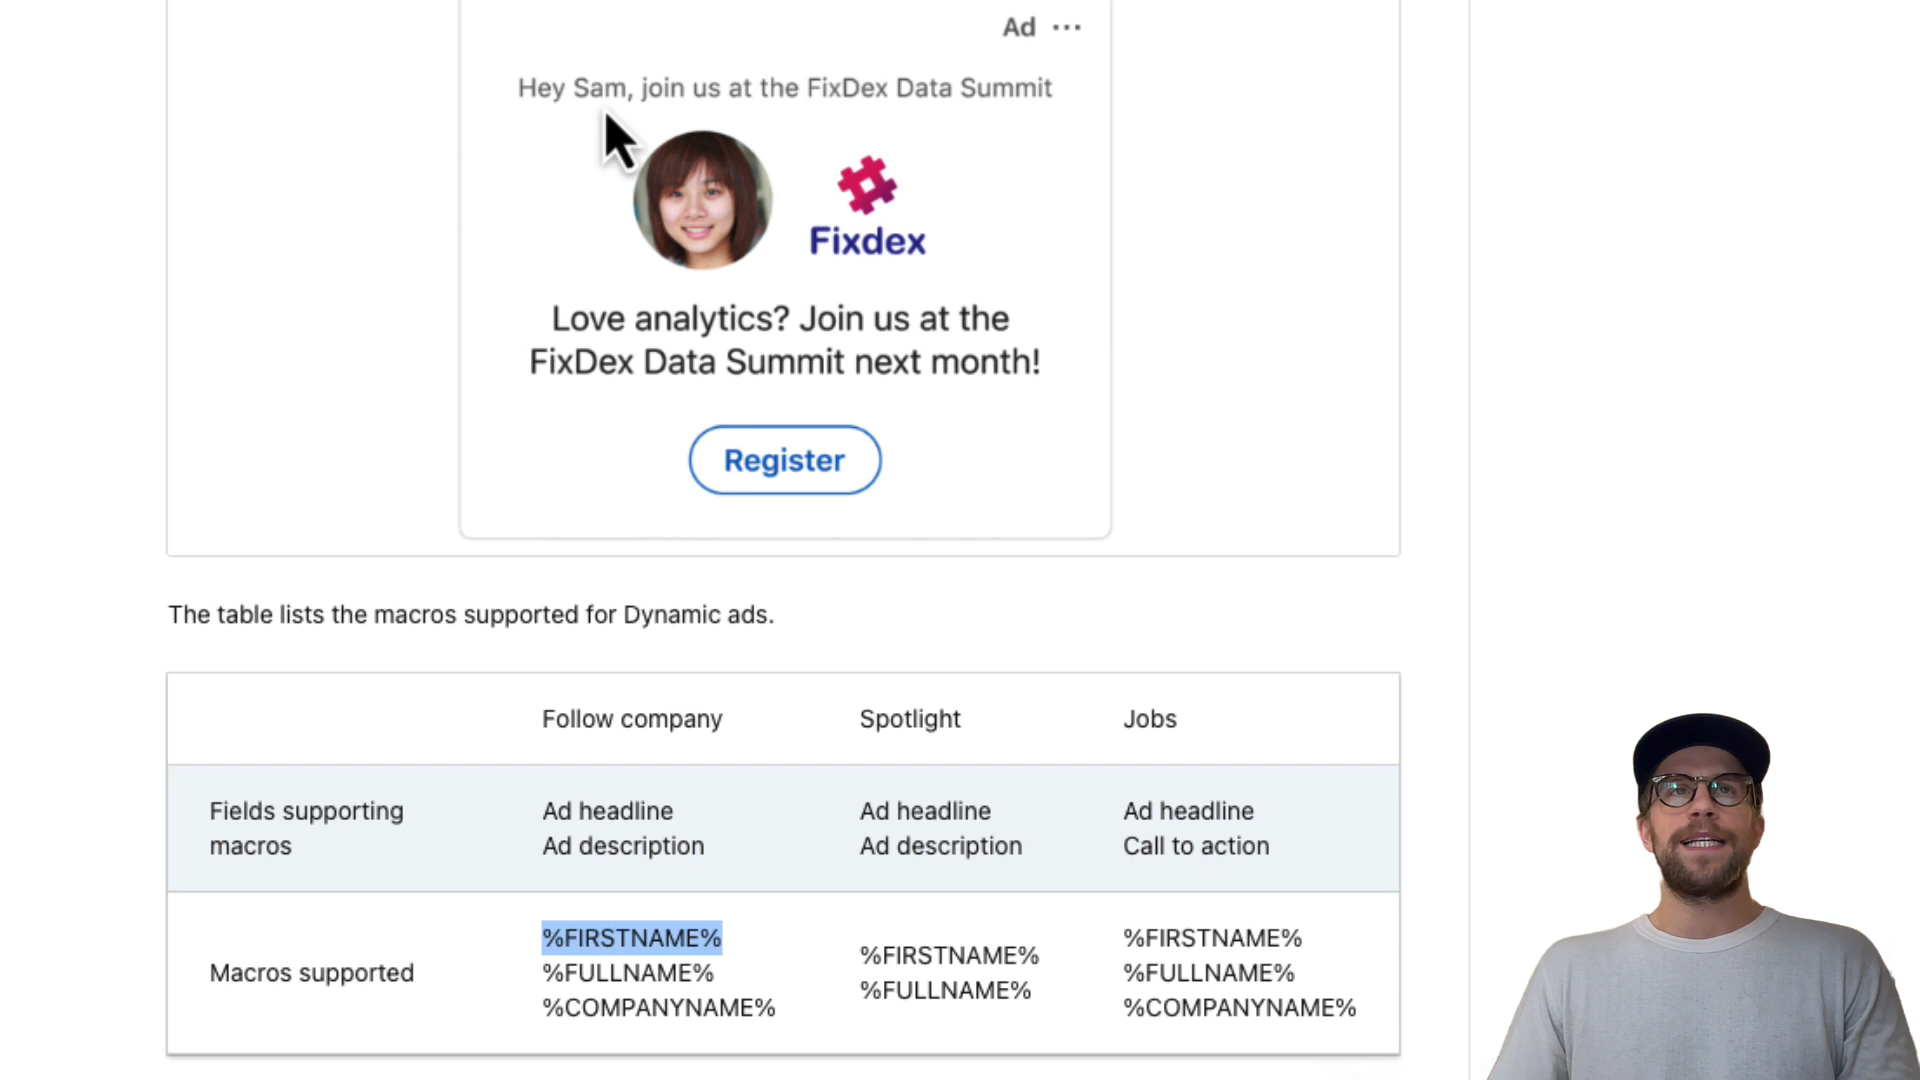 Ad ...
Hey Sam, join us at the FixDex Data Summit
Fixdex
Love analytics? Join us at the
FixDex Data Summit next month!
Register
The table lists the macros supported for Dynamic ads.
Follow company Spotlight Jobs
Fields supporting
macros
Ad headline
Ad description
Ad headline
Ad description
Ad headline
Call to action
Macros supported
%FIRSTNAME%
%FULLNAME%
%COMPANYNAME%
%FIRSTNAME%
%FULLNAME%
%FIRSTNAME%
%FULLNAME%
%COMPANYNAME%